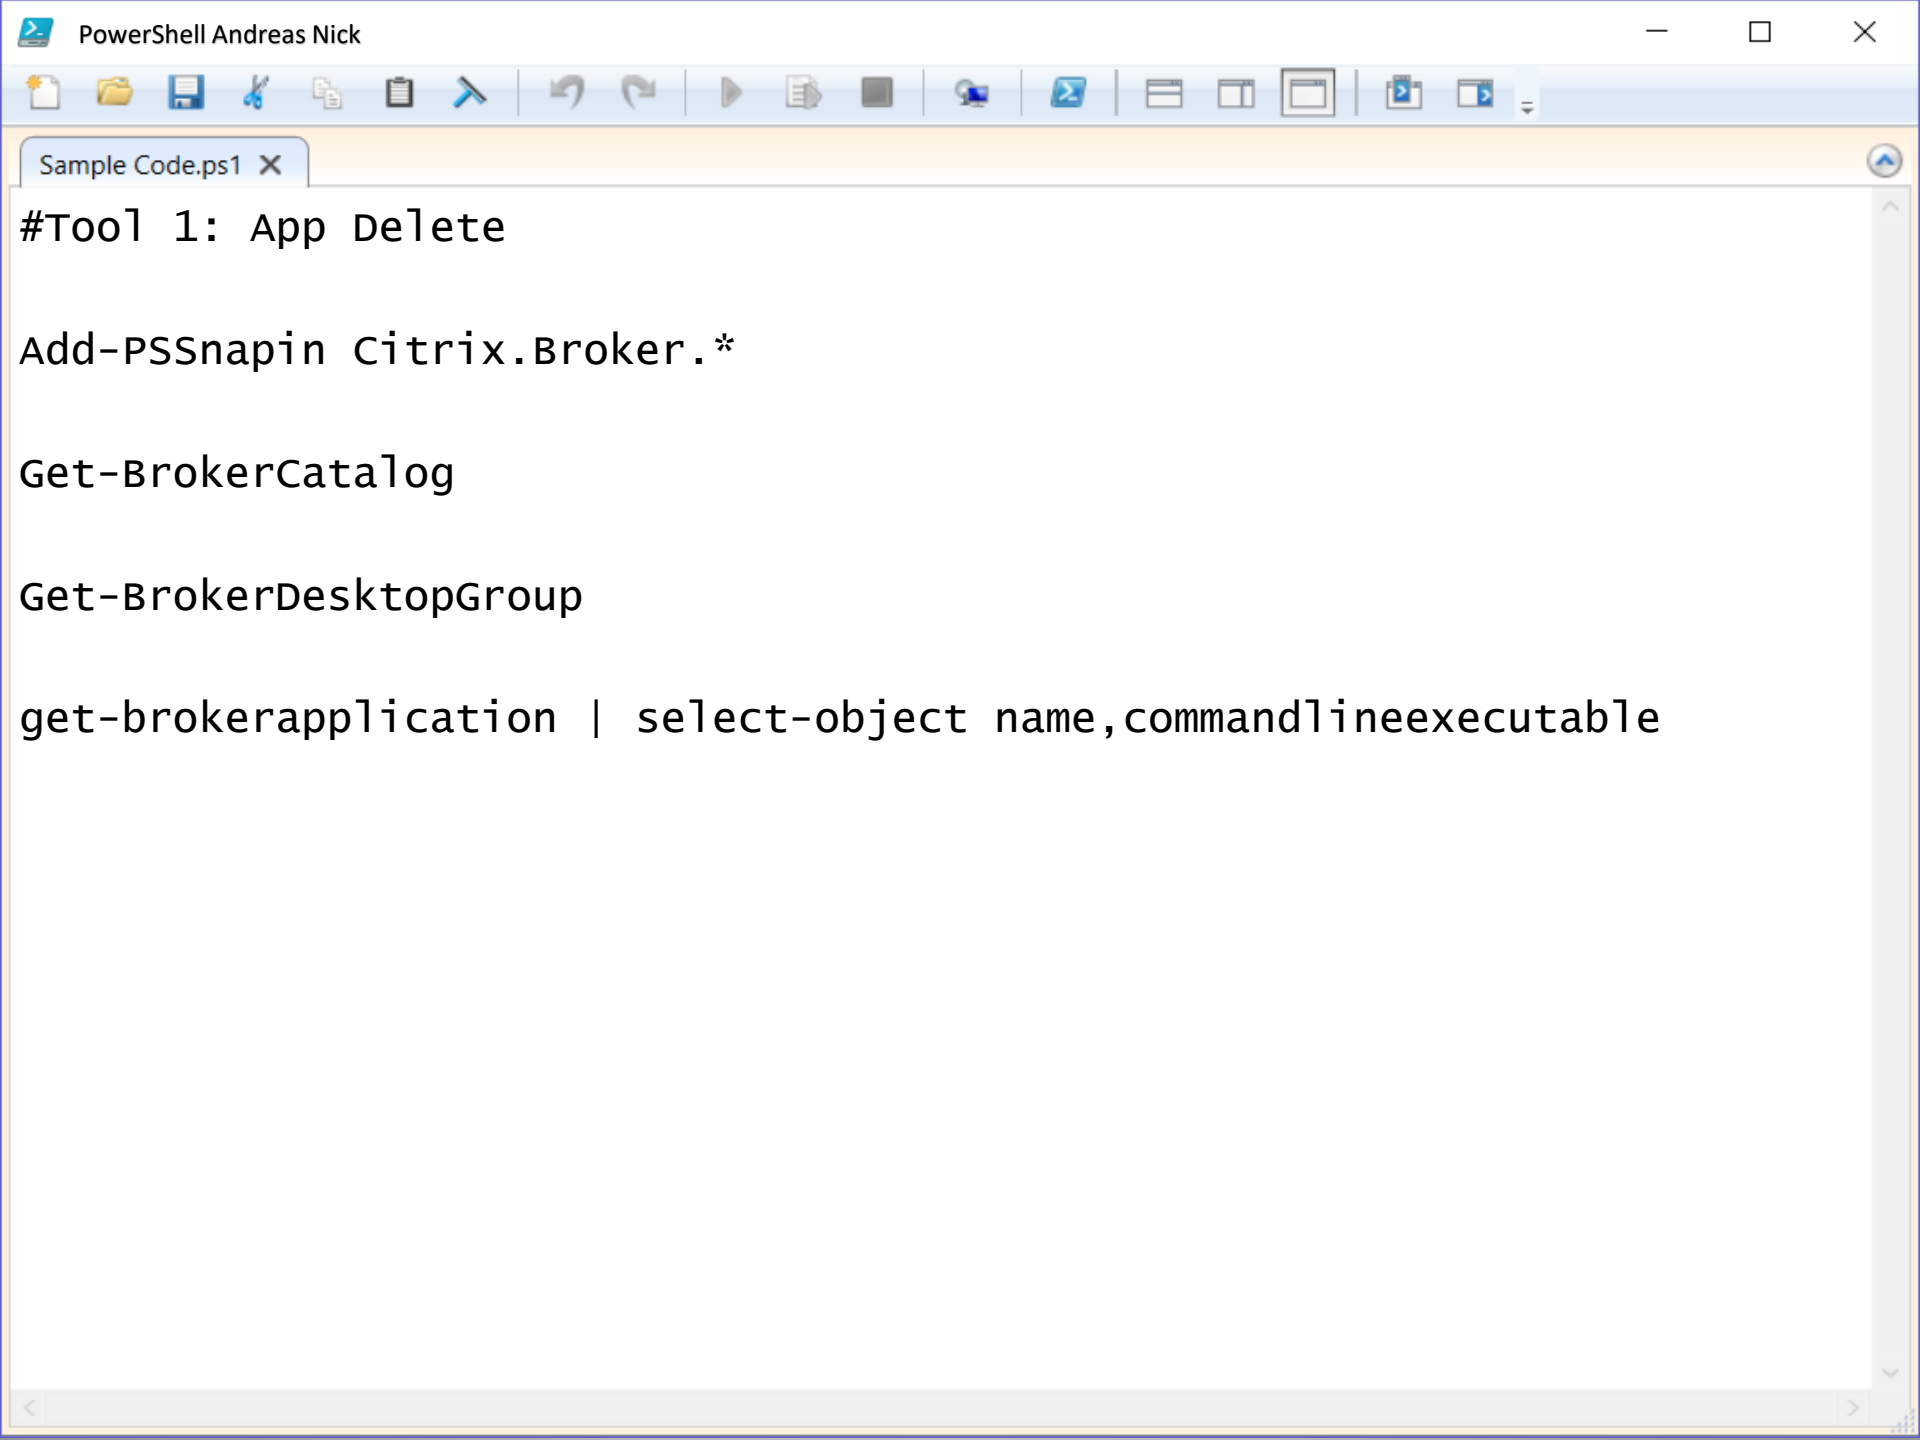 PowerShell Andreas Nick
Sample Code.ps1
#Tool 1: App Delete
Add-PSSnapin Citrix.Broker.*
Get-BrokerCatalog
Get-BrokerDesktopGroup
get-brokerapplication | select-object name,commandlineexecutable